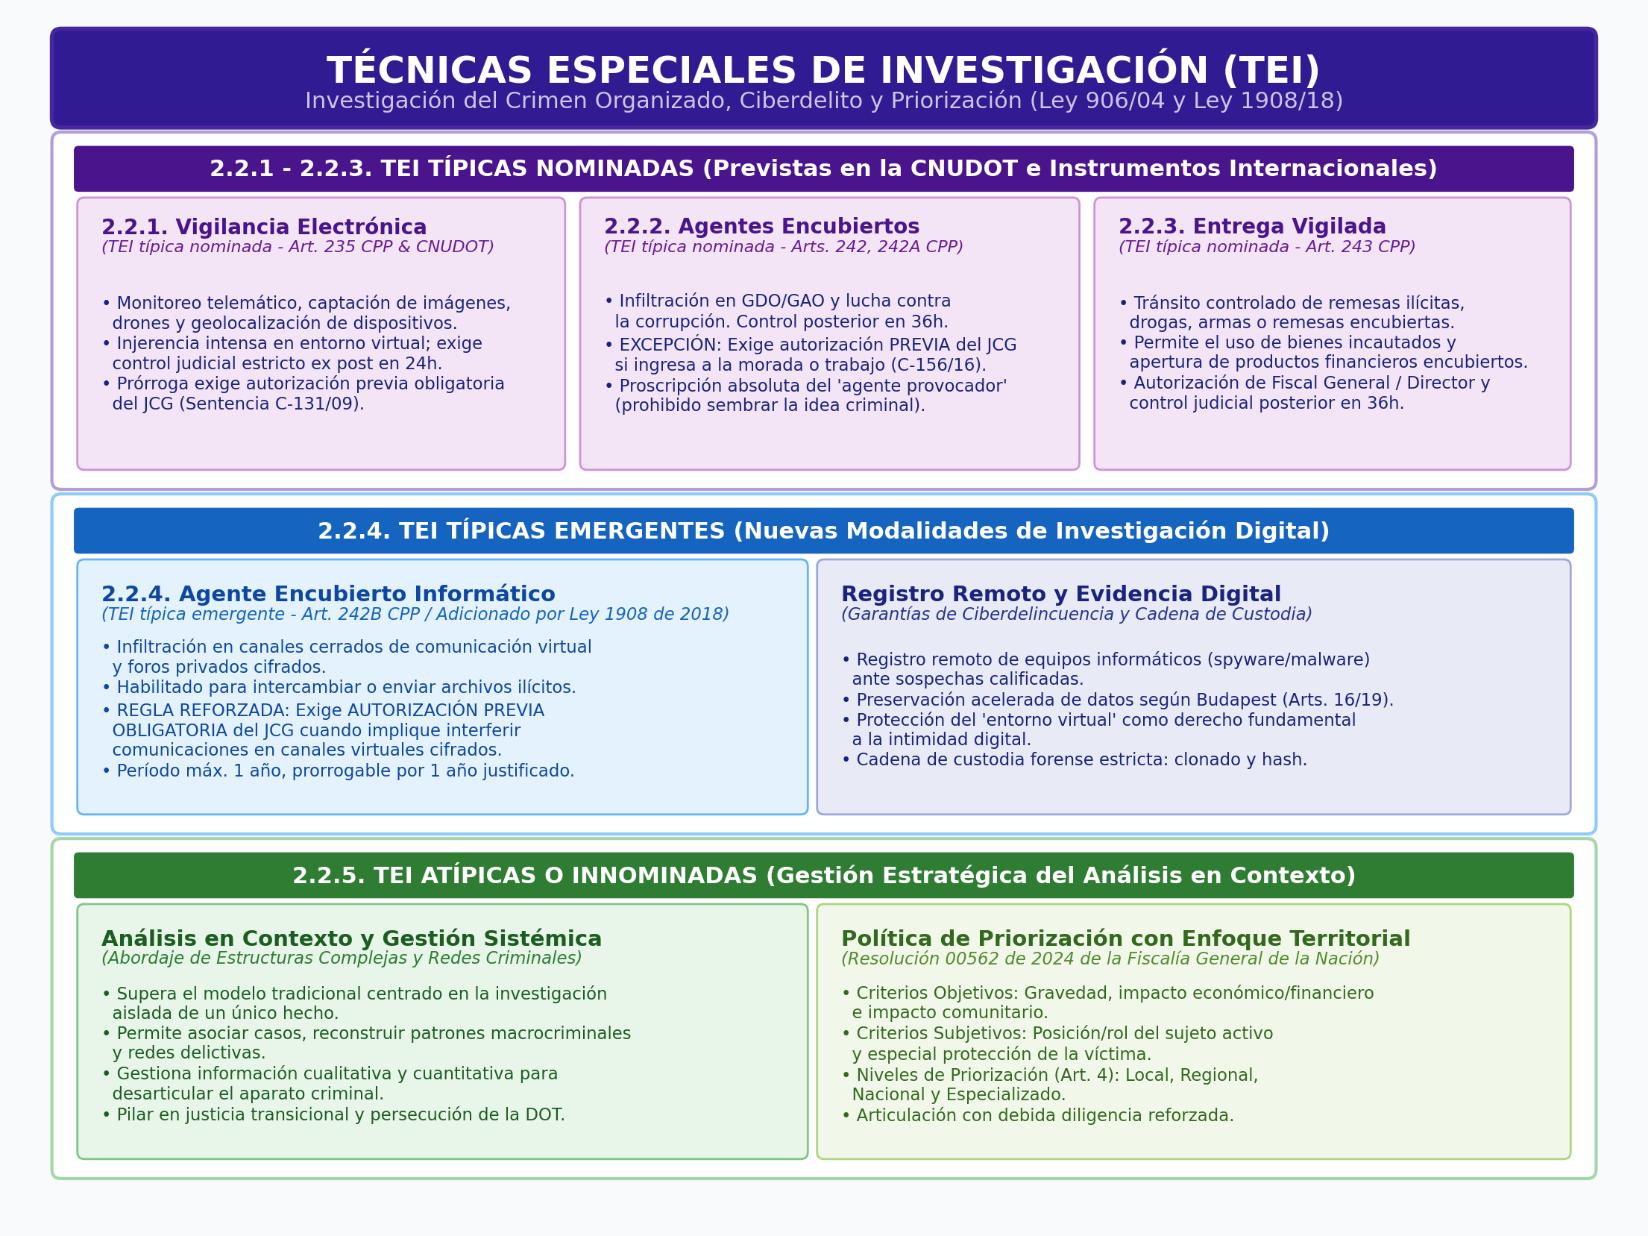 TÉCNICAS ESPECIALES DE INVESTIGACIÓN (TEI)
Investigación del Crimen Organizado, Ciberdelito y Priorización (Ley 906/04 y Ley 1908/18)
2.2.1 - 2.2.3. TEI TÍPICAS NOMINADAS (Previstas en la CNUDOT e Instrumentos Internacionales)
2.2.1. Vigilancia Electrónica
(TEI típica nominada - Art. 235 CPP & CNUDOT)
• Monitoreo telemático, captación de imágenes,
drones y geolocalización de dispositivos.
• Injerencia intensa en entorno virtual; exige
control judicial estricto ex post en 24h.
• Prórroga exige autorización previa obligatoria
del JCG (Sentencia C-131/09).
2.2.2. Agentes Encubiertos
(TEI típica nominada - Arts. 242, 242A CPP)
• Infiltración en GDO/GAO y lucha contra
la corrupción. Control posterior en 36h.
• EXCEPCIÓN: Exige autorización PREVIA del JCG
si ingresa a la morada o trabajo (C-156/16).
• Proscripción absoluta del 'agente provocador'
(prohibido sembrar la idea criminal).
2.2.3. Entrega Vigilada
(TEI típica nominada - Art. 243 CPP)
• Tránsito controlado de remesas ilícitas,
drogas, armas o remesas encubiertas.
• Permite el uso de bienes incautados y
apertura de productos financieros encubiertos.
• Autorización de Fiscal General / Director y
control judicial posterior en 36h.
2.2.4. TEI TÍPICAS EMERGENTES (Nuevas Modalidades de Investigación Digital)
2.2.4. Agente Encubierto Informático
(TEI típica emergente - Art. 242B CPP / Adicionado por Ley 1908 de 2018)
• Infiltración en canales cerrados de comunicación virtual
y foros privados cifrados.
• Habilitado para intercambiar o enviar archivos ilícitos.
• REGLA REFORZADA: Exige AUTORIZACIÓN PREVIA
OBLIGATORIA del JCG cuando implique interferir
comunicaciones en canales virtuales cifrados.
• Período máx. 1 año, prorrogable por 1 año justificado.
Registro Remoto y Evidencia Digital
(Garantías de Ciberdelincuencia y Cadena de Custodia)
• Registro remoto de equipos informáticos (spyware/malware)
ante sospechas calificadas.
• Preservación acelerada de datos según Budapest (Arts. 16/19).
• Protección del 'entorno virtual' como derecho fundamental
a la intimidad digital.
• Cadena de custodia forense estricta: clonado y hash.
2.2.5. TEI ATÍPICAS O INNOMINADAS (Gestión Estratégica del Análisis en Contexto)
Análisis en Contexto y Gestión Sistémica
(Abordaje de Estructuras Complejas y Redes Criminales)
• Supera el modelo tradicional centrado en la investigación
aislada de un único hecho.
• Permite asociar casos, reconstruir patrones macrocriminales
y redes delictivas.
• Gestiona información cualitativa y cuantitativa para
desarticular el aparato criminal.
• Pilar en justicia transicional y persecución de la DOT.
Política de Priorización con Enfoque Territorial
(Resolución 00562 de 2024 de la Fiscalía General de la Nación)
• Criterios Objetivos: Gravedad, impacto económico/financiero
e impacto comunitario.
• Criterios Subjetivos: Posición/rol del sujeto activo
y especial protección de la víctima.
• Niveles de Priorización (Art. 4): Local, Regional,
Nacional y Especializado.
• Articulación con debida diligencia reforzada.